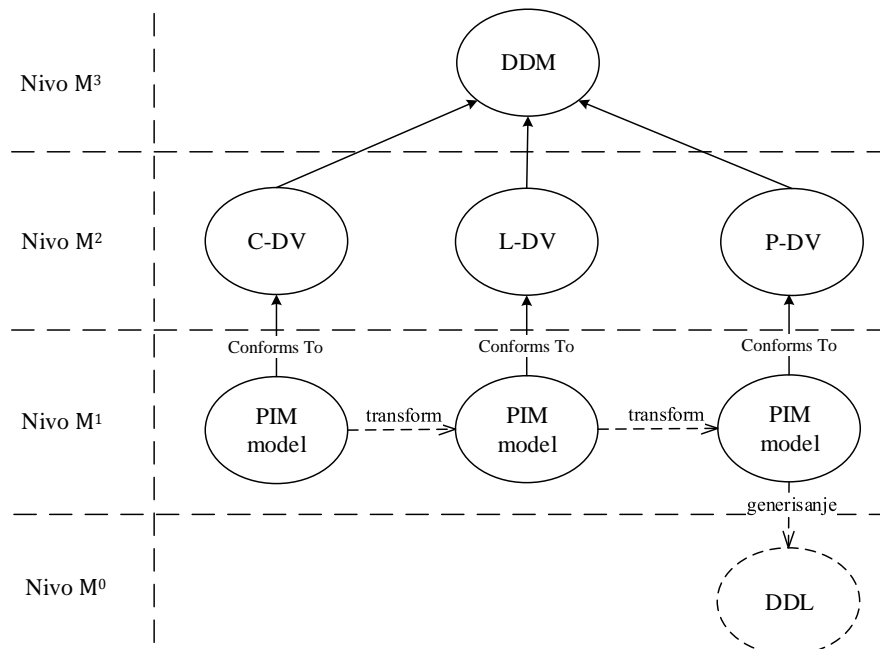 Nivo M³
DDM
Nivo M²
C-DV
L-DV
P-DV
Conforms To
Conforms To
Conforms To
Nivo M¹
PIM
model
transform
PIM
model
transform
PIM
model
generisanje
Nivo M⁰
DDL